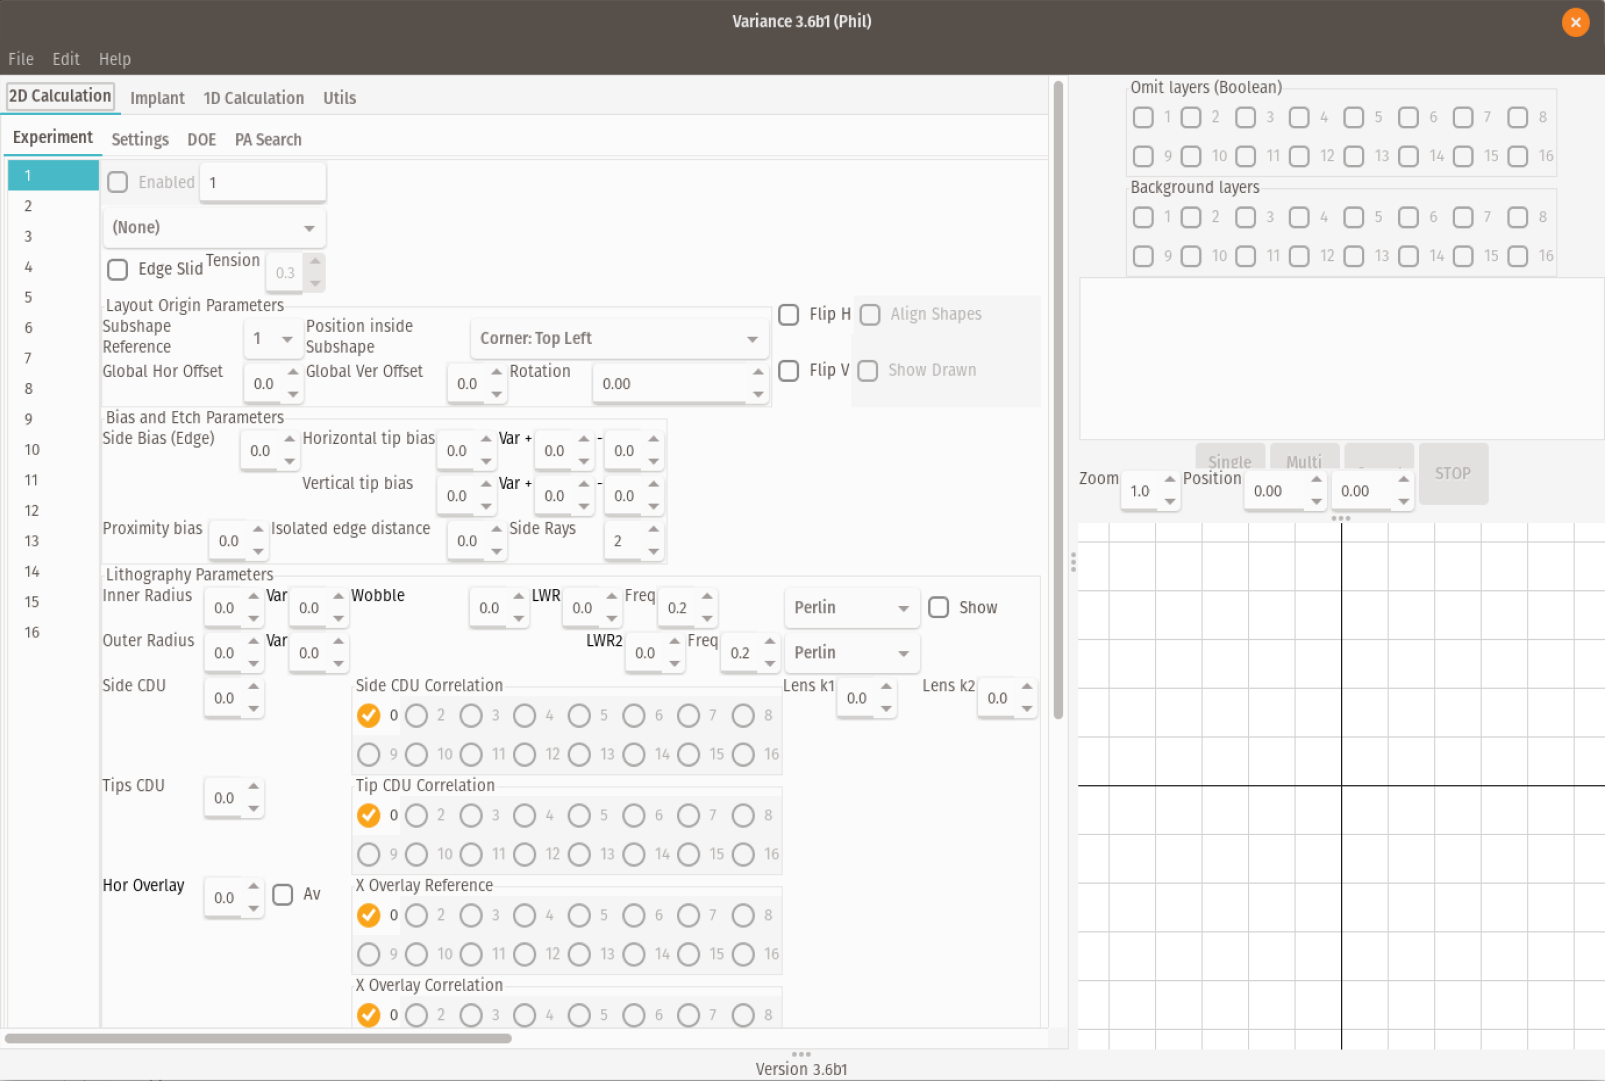 Variance 3.6b1 (Phil)
File Edit Help
2D Calculation Implant 1D Calculation Utils
Experiment Settings DOE PA Search
1
2
3
4
5
6
7
8
9
10
11
12
13
14
15
16
Enabled 1
(None)
Edge Slid Tension 0.3
Layout Origin Parameters
Subshape Reference 1 Position inside Subshape Corner: Top Left
Global Hor Offset 0.0 Global Ver Offset 0.0 Rotation 0.00
Flip H Align Shapes
Flip V Show Drawn
Bias and Etch Parameters
Side Bias (Edge) 0.0 Horizontal tip bias 0.0 Var + 0.0 - 0.0
Vertical tip bias 0.0 Var + 0.0 - 0.0
Proximity bias 0.0 Isolated edge distance 0.0 Side Rays 2
Lithography Parameters
Inner Radius 0.0 Var 0.0 Wobble 0.0 LWR 0.0 Freq 0.2 Perlin Show
Outer Radius 0.0 Var 0.0 LWR2 0.0 Freq 0.2 Perlin
Side CDU 0.0 Side CDU Correlation Lens k1 0.0 Lens k2 0.0
0 2 3 4 5 6 7 8
9 10 11 12 13 14 15 16
Tips CDU 0.0 Tip CDU Correlation
0 2 3 4 5 6 7 8
9 10 11 12 13 14 15 16
Hor Overlay 0.0 Av X Overlay Reference
0 2 3 4 5 6 7 8
9 10 11 12 13 14 15 16
X Overlay Correlation
0 2 3 4 5 6 7 8
Omit layers (Boolean)
1 2 3 4 5 6 7 8
9 10 11 12 13 14 15 16
Background layers
1 2 3 4 5 6 7 8
9 10 11 12 13 14 15 16
Single Multi STOP
Zoom 1.0 Position 0.00 0.00
Version 3.6b1